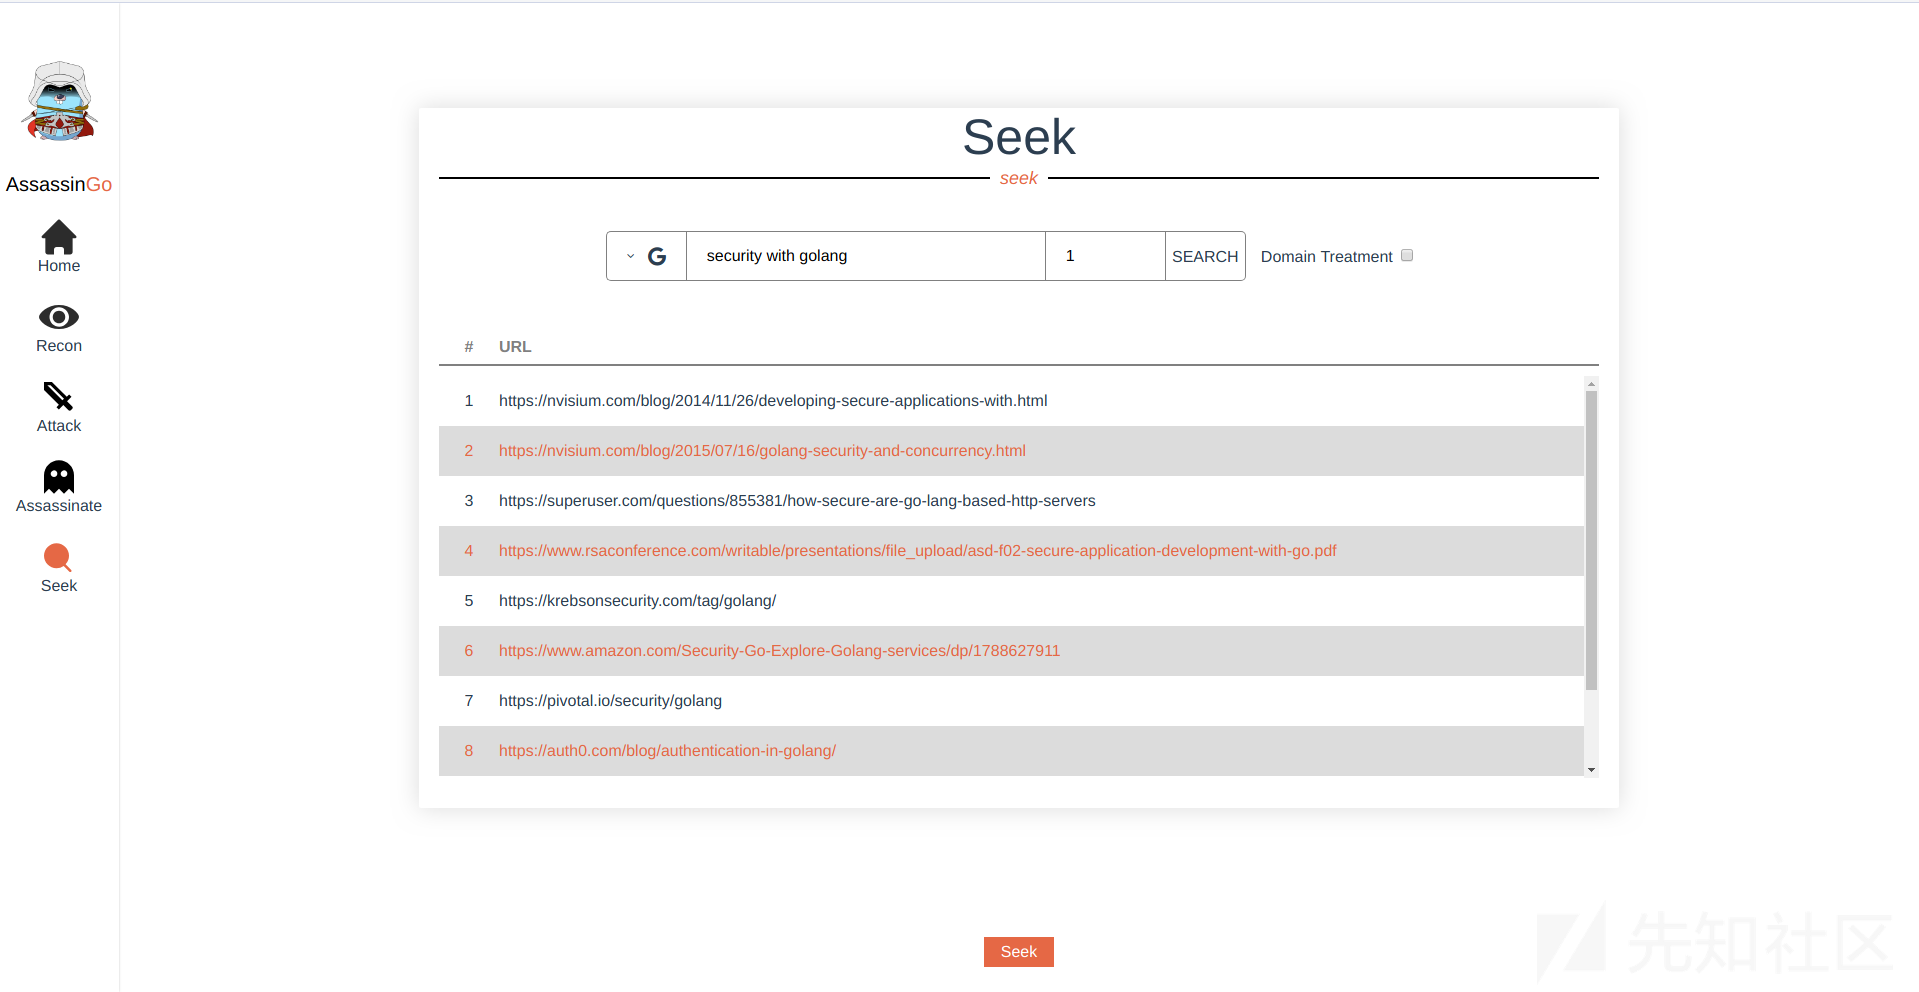 AssassinGo
Home
Recon
Attack
Assassinate
Seek
Seek
seek
G security with golang 1 SEARCH Domain Treatment
# URL
1 https://nvisium.com/blog/2014/11/26/developing-secure-applications-with.html
2 https://nvisium.com/blog/2015/07/16/golang-security-and-concurrency.html
3 https://superuser.com/questions/855381/how-secure-are-go-lang-based-http-servers
4 https://www.rsaconference.com/writable/presentations/file_upload/asd-f02-secure-application-development-with-go.pdf
5 https://krebsonsecurity.com/tag/golang/
6 https://www.amazon.com/Security-Go-Explore-Golang-services/dp/1788627911
7 https://pivotal.io/security/golang
8 https://auth0.com/blog/authentication-in-golang/
Seek
先知社区